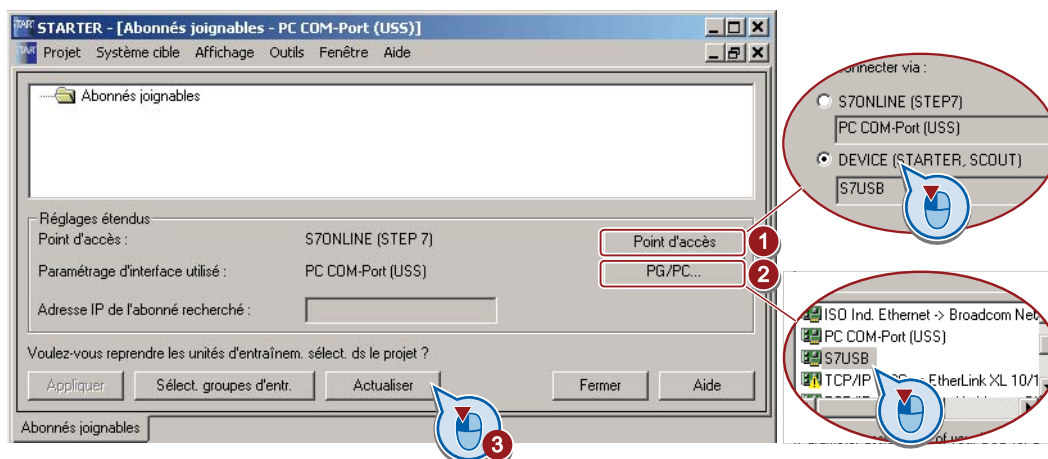 STARTER - [Abonnés joignables - PC COM-Port (USS)]
Projet Système cible Affichage Outils Fenêtre Aide
Abonnés joignables
Réglages étendus
Point d'accès : S7ONLINE (STEP 7) Point d'accès 1
Paramétrage d'interface utilisé : PC COM-Port (USS) PG/PC... 2
Adresse IP de l'abonné recherché :
Voulez-vous reprendre les unités d'entraînem. sélect. ds le projet ?
Appliquer Sélect. groupes d'entr. Actualiser Fermer Aide
3
Abonnés joignables
via :
S7ONLINE (STEP7)
PC COM-Port (USS)
DEVICE (STARTER, SCOUT)
S7USB
ISO Ind. Ethernet -> Broadcom Net
PC COM-Port (USS)
S7USB
TCP/IP EtherLink XL 10/1